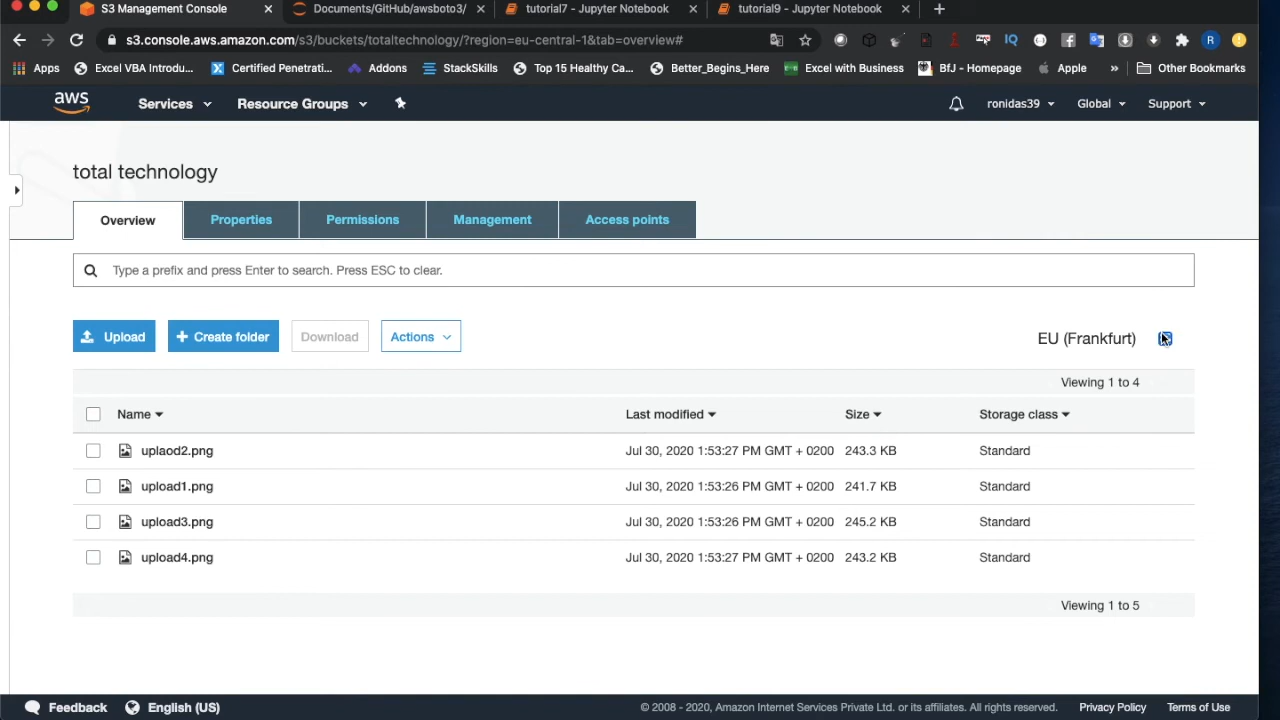 S3 Management Console
Documents/GitHub/awsboto3/
tutorial7 - Jupyter Notebook
tutorial9 - Jupyter Notebook
s3.console.aws.amazon.com/s3/buckets/totaltechnology/?region=eu-central-1&tab=overview#
Apps
Excel VBA Introdu...
Certified Penetrati...
Addons
StackSkills
Top 15 Healthy Ca...
Better_Begins_Here
Excel with Business
BfJ - Homepage
Apple
Other Bookmarks
aws
Services
Resource Groups
ronidas39
Global
Support
total technology
Overview
Properties
Permissions
Management
Access points
Type a prefix and press Enter to search. Press ESC to clear.
Upload
Create folder
Download
Actions
EU (Frankfurt)
Viewing 1 to 4
Name
Last modified
Size
Storage class
uplaod2.png Jul 30, 2020 1:53:27 PM GMT + 0200 243.3 KB Standard
upload1.png Jul 30, 2020 1:53:26 PM GMT + 0200 241.7 KB Standard
upload3.png Jul 30, 2020 1:53:26 PM GMT + 0200 245.2 KB Standard
upload4.png Jul 30, 2020 1:53:27 PM GMT + 0200 243.2 KB Standard
Viewing 1 to 5
Feedback
English (US)
© 2008 - 2020, Amazon Internet Services Private Ltd. or its affiliates. All rights reserved.
Privacy Policy
Terms of Use